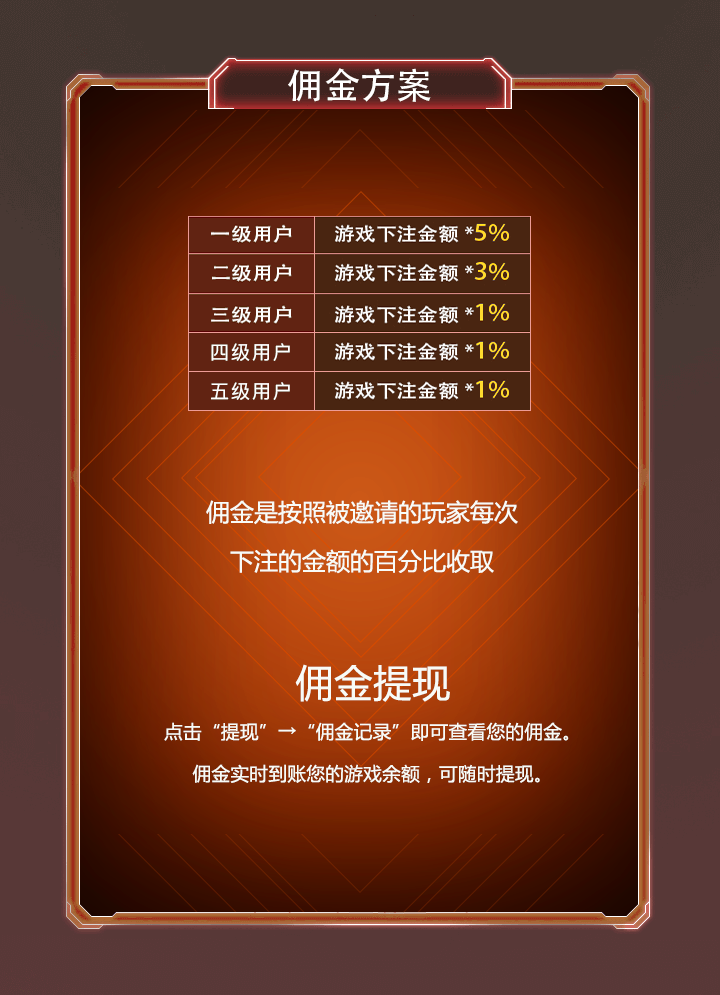 佣金方案
一级用户 游戏下注金额 *5%
二级用户 游戏下注金额 *3%
三级用户 游戏下注金额 *1%
四级用户 游戏下注金额 *1%
五级用户 游戏下注金额 *1%
佣金是按照被邀请的玩家每次
下注的金额的百分比收取
佣金提现
点击“提现”→“佣金记录”即可查看您的佣金。
佣金实时到账您的游戏余额，可随时提现。